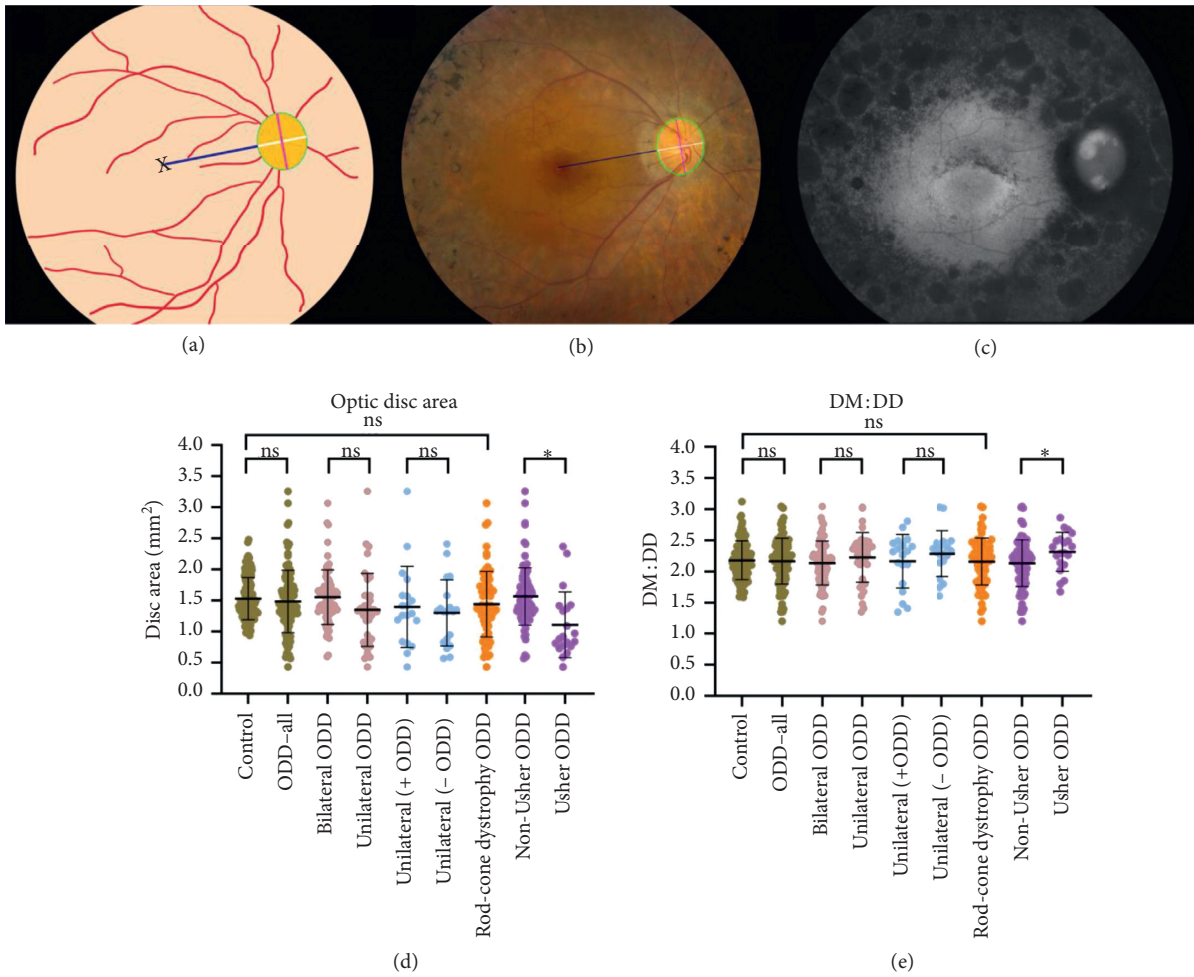 X
(a)
(b)
(c)
Optic disc area
ns
ns
ns
ns
*
4.0
3.5
3.0
2.5
2.0
1.5
1.0
0.5
0.0
Disc area (mm²)
Control
ODD–all
Bilateral ODD
Unilateral ODD
Unilateral (+ ODD)
Unilateral (– ODD)
Rod-cone dystrophy ODD
Non-Usher ODD
Usher ODD
(d)
DM:DD
ns
ns
ns
ns
*
4.0
3.5
3.0
2.5
2.0
1.5
1.0
0.5
0.0
DM:DD
Control
ODD–all
Bilateral ODD
Unilateral ODD
Unilateral (+ODD)
Unilateral (– ODD)
Rod-cone dystrophy ODD
Non-Usher ODD
Usher ODD
(e)